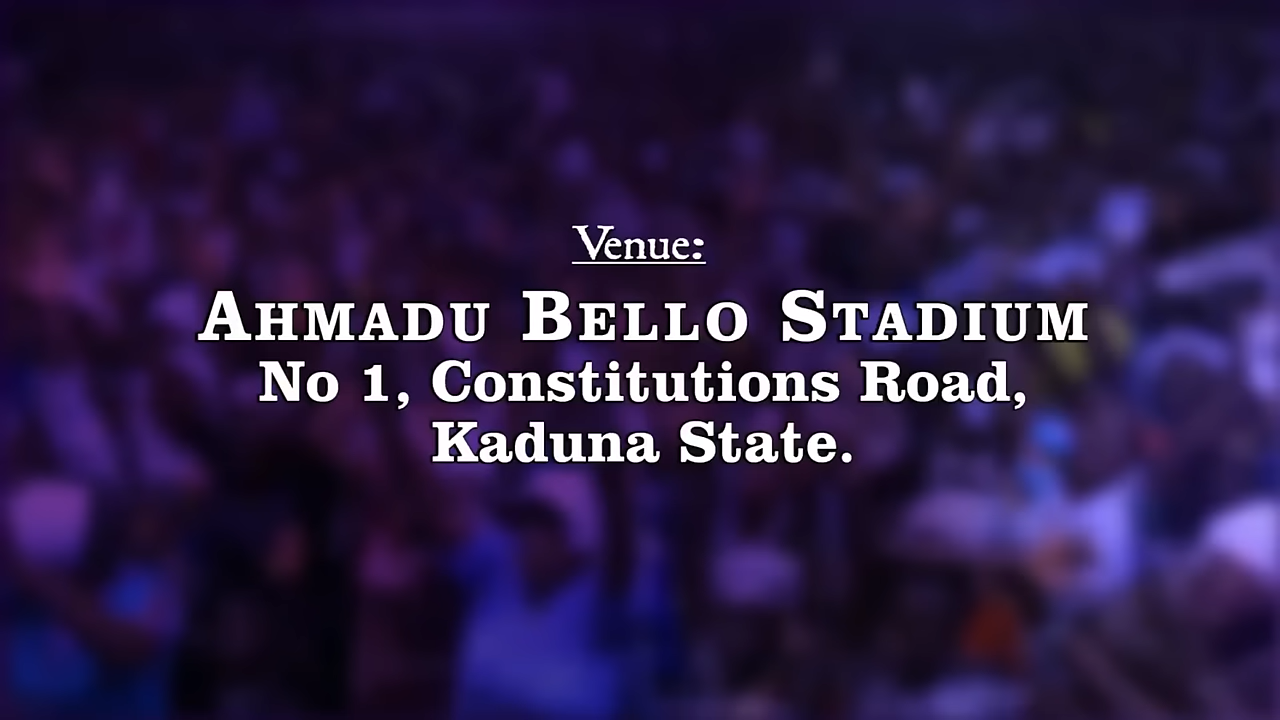 Venue:
Ahmadu Bello Stadium
No 1, Constitutions Road,
Kaduna State.